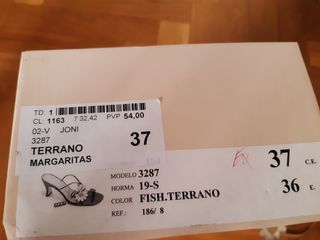 TD: 1
CL 1163 7 32.42 PVP 54,00
02-V JONI
3287
37
TERRANO
MARGARITAS
MODELO 3287
HORMA 19-S
COLOR FISH.TERRANO
REF.: 186/ 8
37 C.E.
36 E.